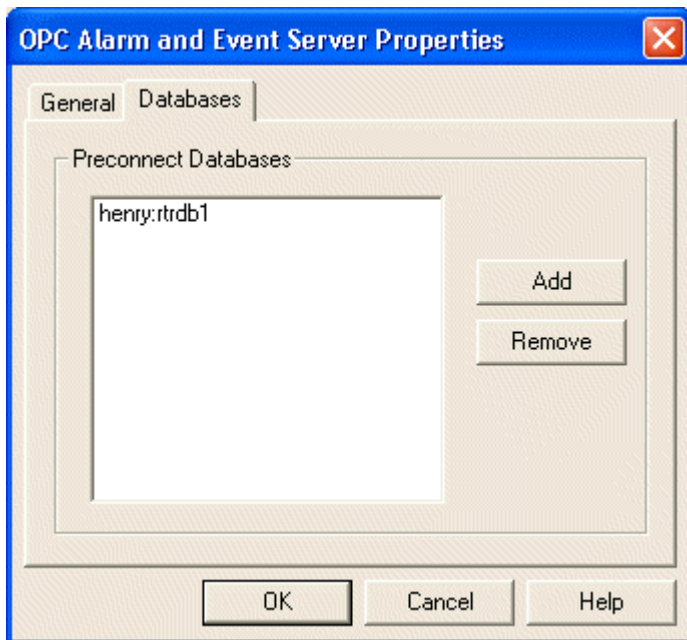 OPC Alarm and Event Server Properties
General Databases
Preconnect Databases
henry:rtrdb1
Add
Remove
OK Cancel Help